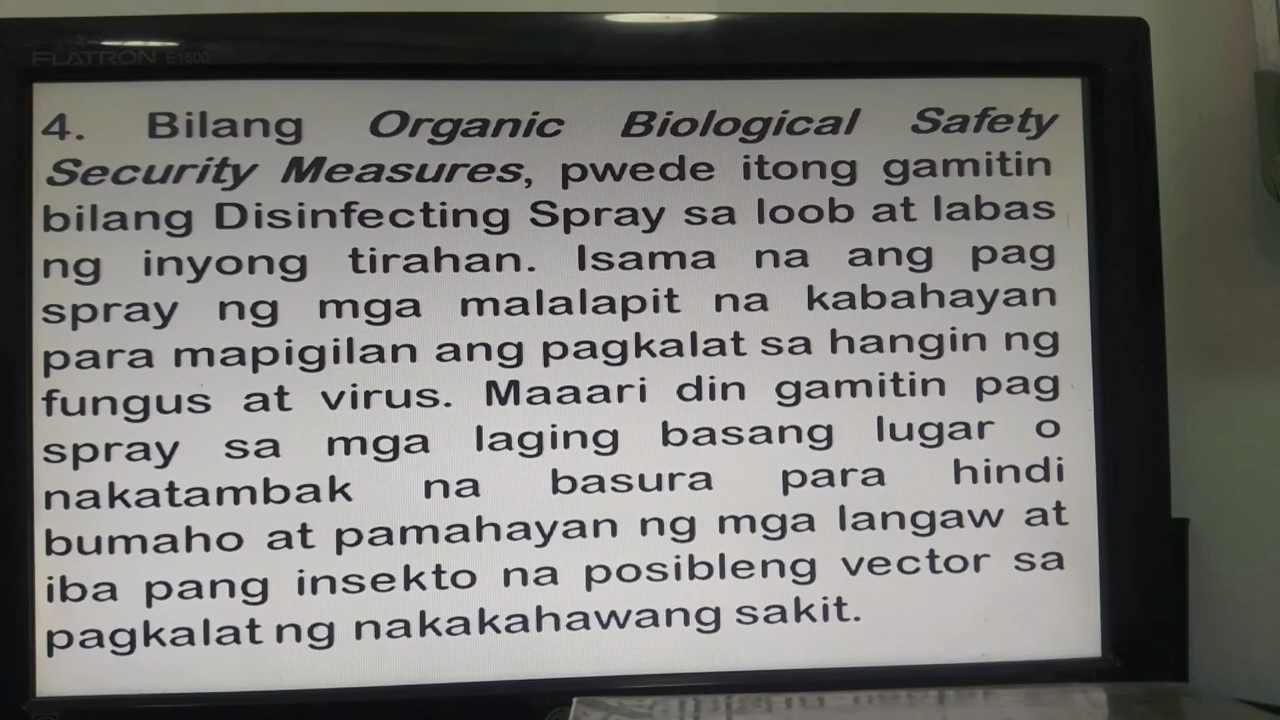 FLATRON E1600
4. Bilang Organic Biological Safety
Security Measures, pwede itong gamitin
bilang Disinfecting Spray sa loob at labas
ng inyong tirahan. Isama na ang pag
spray ng mga malalapit na kabahayan
para mapigilan ang pagkalat sa hangin ng
fungus at virus. Maaari din gamitin pag
spray sa mga laging basang lugar o
nakatambak na basura para hindi
bumaho at pamahayan ng mga langaw at
iba pang insekto na posibleng vector sa
pagkalat ng nakakahawang sakit.